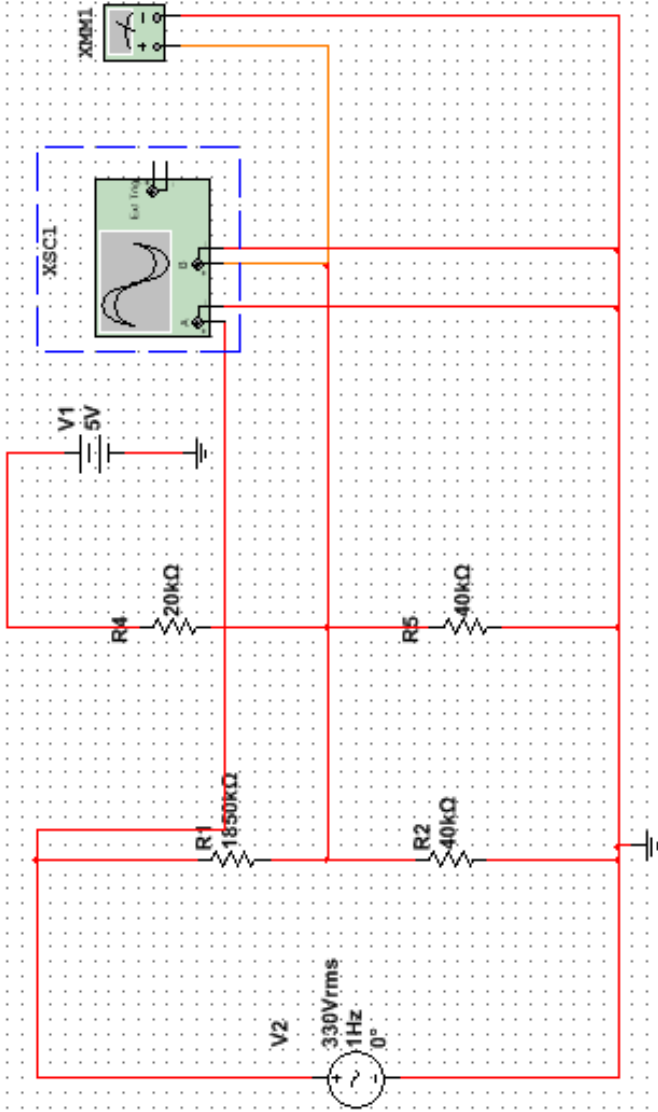 XMM1
XSC1
Ext Trig
A
B
V1
5V
R4
20kΩ
R5
40kΩ
R1
1850kΩ
R2
40kΩ
V2
330Vrms
1Hz
0°